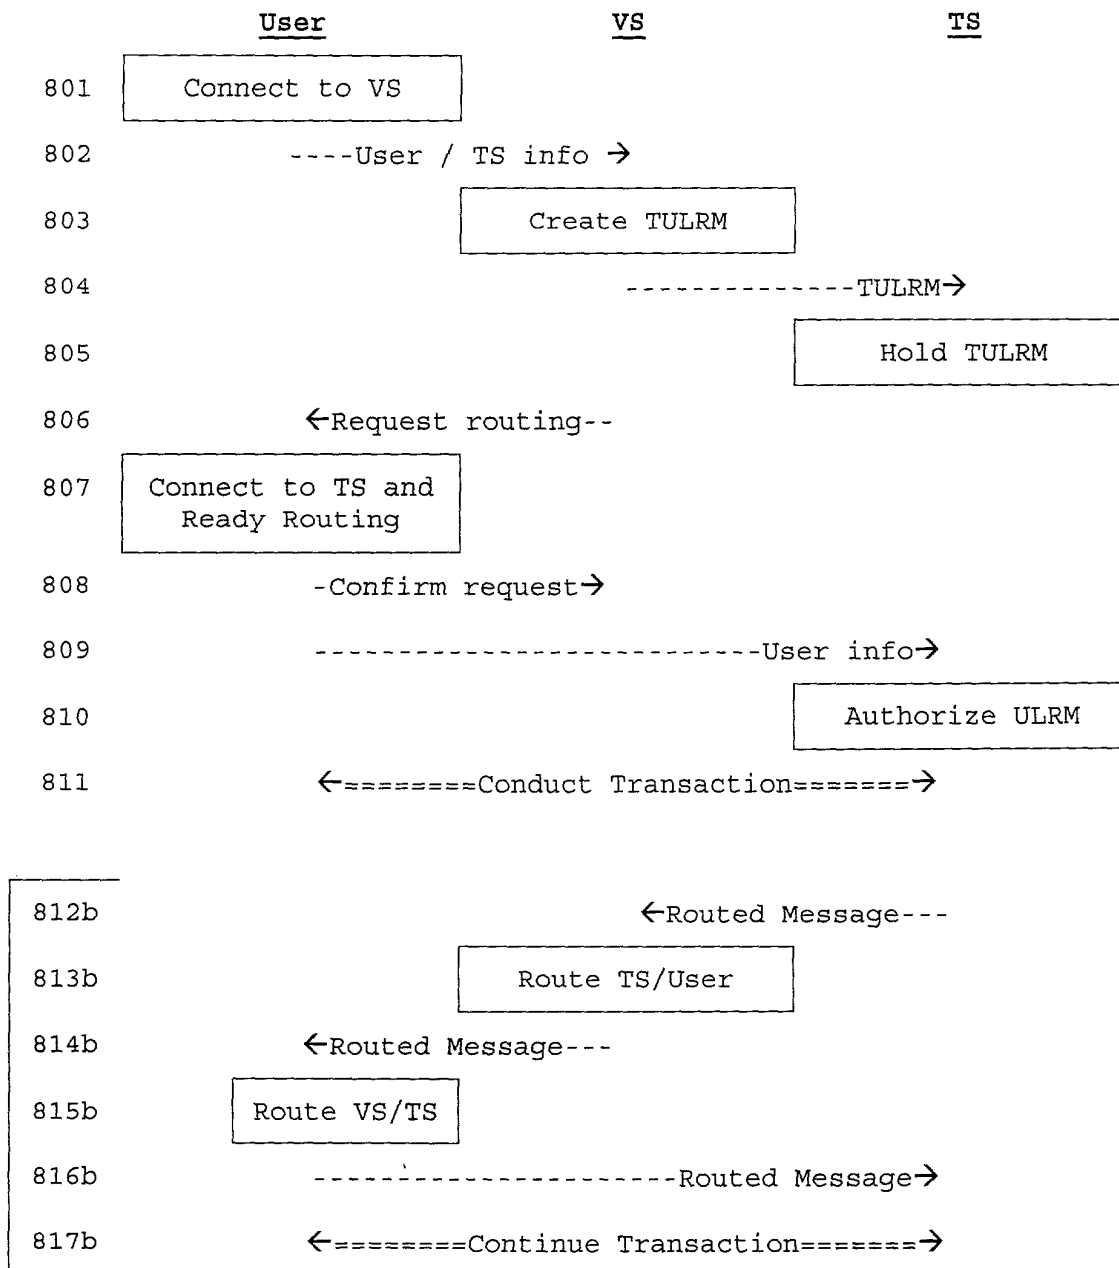 User VS TS
801 Connect to VS
802 ----User / TS info →
803 Create TULRM
804 --------------TULRM→
805 Hold TULRM
806 ←Request routing--
807 Connect to TS and
Ready Routing
808 -Confirm request→
809 ---------------------------User info→
810 Authorize ULRM
811 ←========Conduct Transaction=======→
812b ←Routed Message---
813b Route TS/User
814b ←Routed Message---
815b Route VS/TS
816b ----------------------Routed Message→
817b ←========Continue Transaction=======→